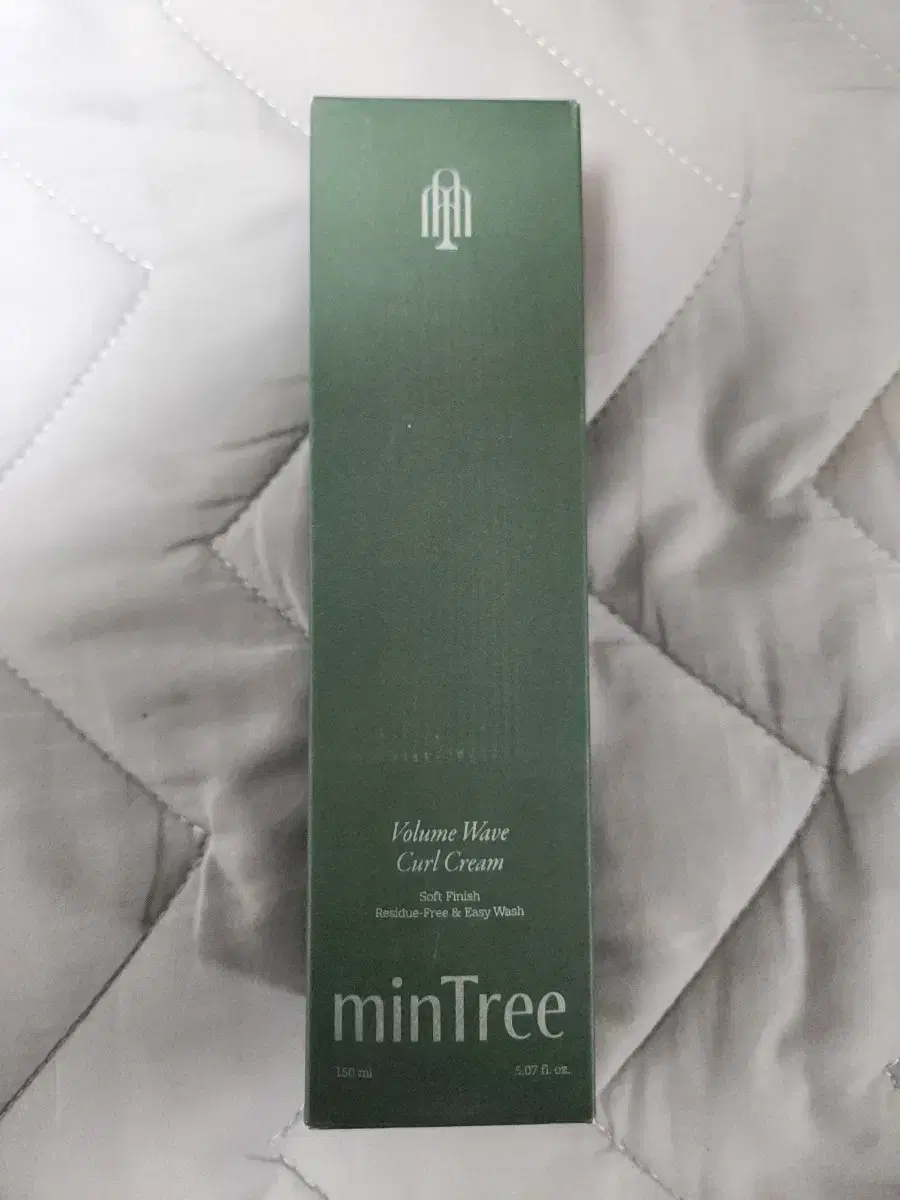 Volume Wave
Curl Cream
Soft Finish
Residue-Free & Easy Wash
minTree
150 ml
5.07 fl. oz.